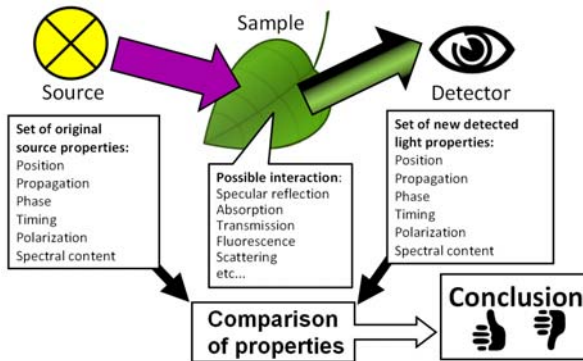 Sample
Source
Detector
Set of original
source properties:
Position
Propagation
Phase
Timing
Polarization
Spectral content
Possible interaction:
Specular reflection
Absorption
Transmission
Fluorescence
Scattering
etc...
Set of new detected
light properties:
Position
Propagation
Phase
Timing
Polarization
Spectral content
Comparison
of properties
Conclusion